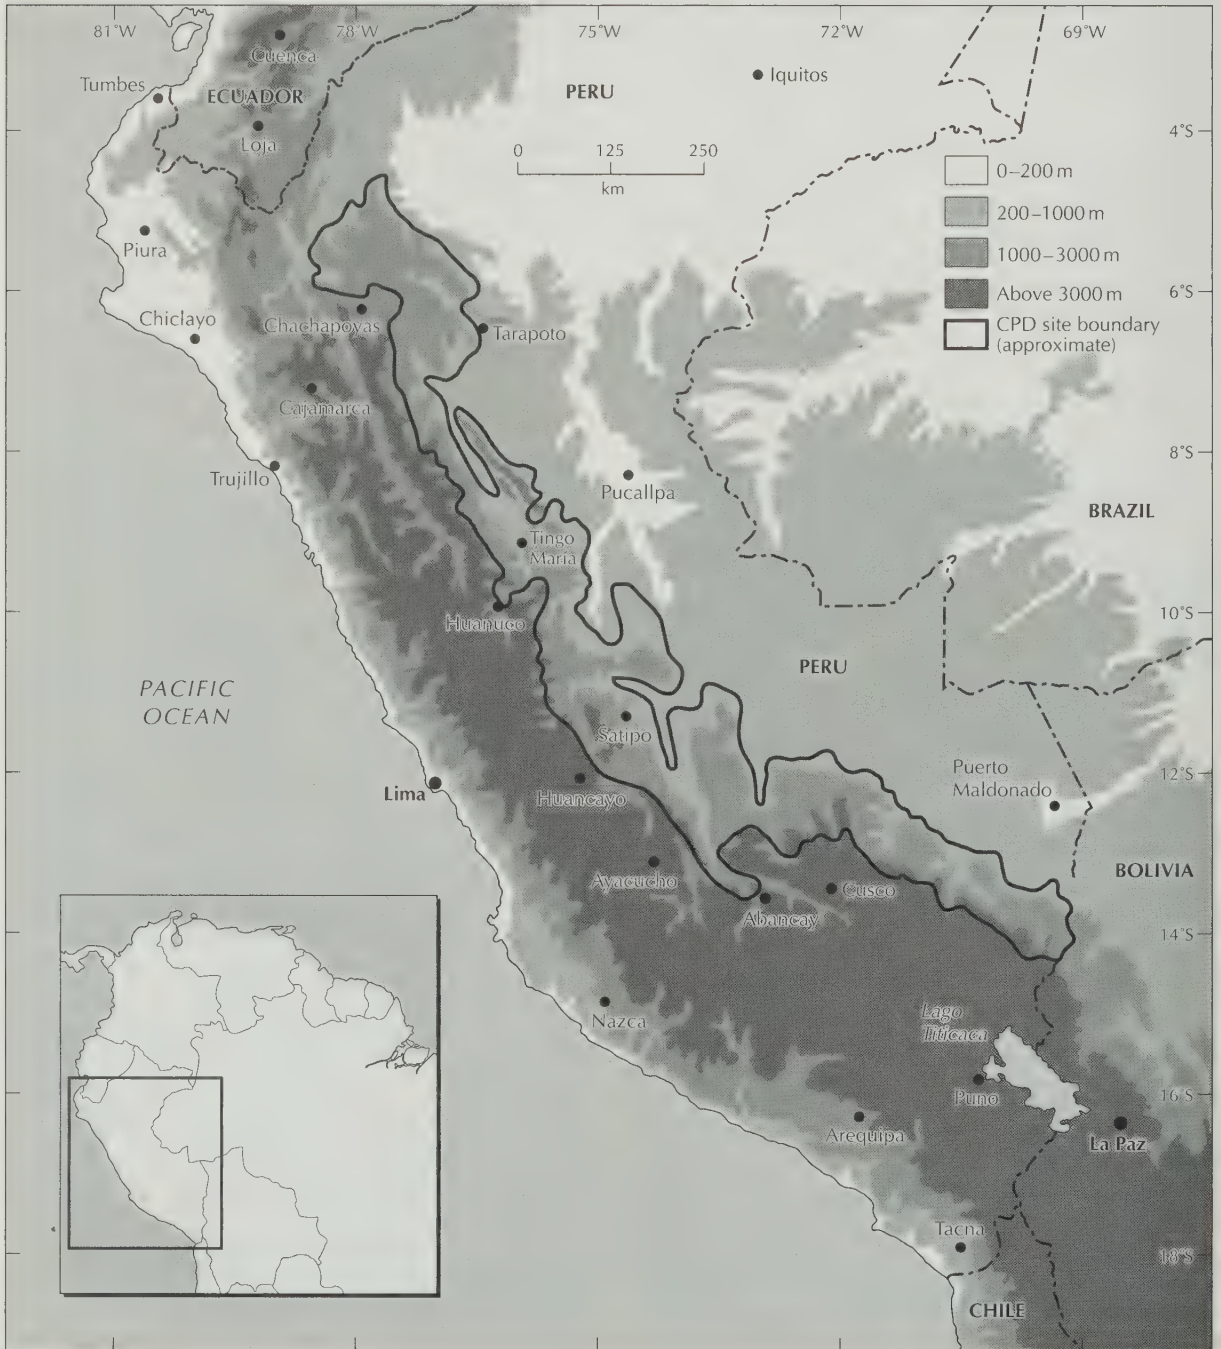 81°W
78°W
75°W
72°W
69°W
Cuenca
Tumbes
ECUADOR
PERU
Iquitos
Loja
4°S
0 125 250
km
0–200 m
200–1000 m
1000–3000 m
Above 3000 m
CPD site boundary
(approximate)
Piura
6°S
Chiclayo
Chachapoyas
Tarapoto
Cajamarca
Trujillo
Pucallpa
8°S
BRAZIL
Tingo
Maria
Huanuco
10°S
PERU
PACIFIC
OCEAN
Satipo
Lima
Huancayo
Puerto
Maldonado
12°S
Ayacucho
Cusco
BOLIVIA
Abancay
14°S
Nazca
Lago
Titicaca
Puno
16°S
Arequipa
La Paz
Tacna
18°S
CHILE